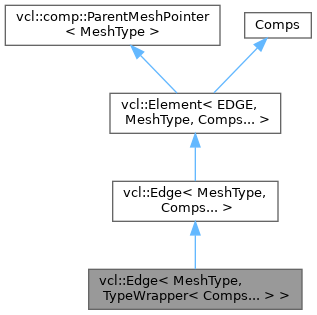 vcl::comp::ParentMeshPointer
< MeshType >
Comps
vcl::Element< EDGE,
MeshType, Comps... >
vcl::Edge< MeshType,
Comps... >
vcl::Edge< MeshType,
TypeWrapper< Comps... > >